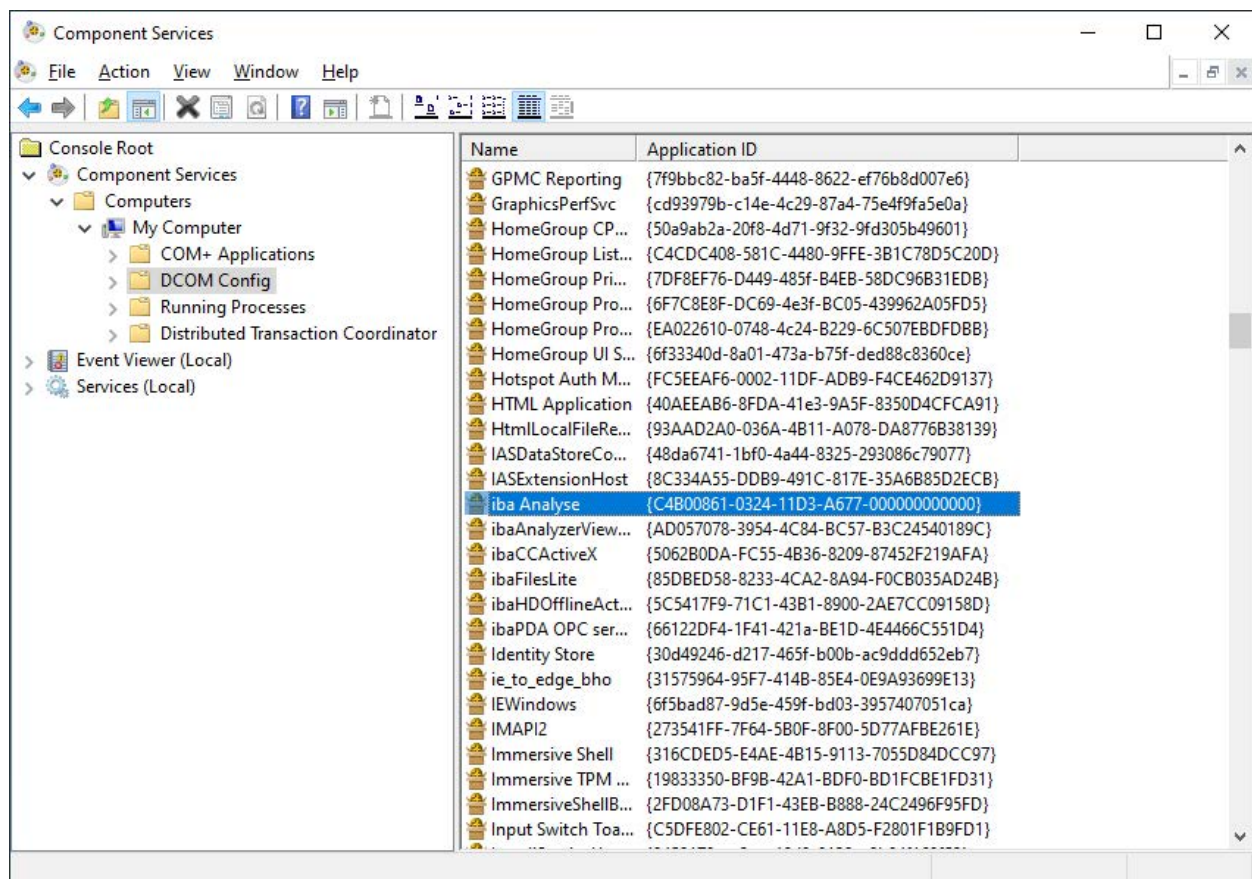 Component Services
File Action View Window Help
Console Root
Component Services
Computers
My Computer
COM+ Applications
DCOM Config
Running Processes
Distributed Transaction Coordinator
Event Viewer (Local)
Services (Local)
Name Application ID
GPMC Reporting {7f9bbc82-ba5f-4448-8622-ef76b8d007e6}
GraphicsPerfSvc {cd93979b-c14e-4c29-87a4-75e4f9fa5e0a}
HomeGroup CP... {50a9ab2a-20f8-4d71-9f32-9fd305b49601}
HomeGroup List... {C4CDC408-581C-4480-9FFE-3B1C78D5C20D}
HomeGroup Pri... {7DF8EF76-D449-485f-B4EB-58DC96B31EDB}
HomeGroup Pro... {6F7C8E8F-DC69-4e3f-BC05-439962A05FD5}
HomeGroup Pro... {EA022610-0748-4c24-B229-6C507EBDFDBB}
HomeGroup UI S... {6f33340d-8a01-473a-b75f-ded88c8360ce}
Hotspot Auth M... {FC5EEAF6-0002-11DF-ADB9-F4CE462D9137}
HTML Application {40AEEAB6-8FDA-41e3-9A5F-8350D4CFCA91}
HtmlLocalFileRe... {93AAD2A0-036A-4B11-A078-DA8776B38139}
IASDataStoreCo... {48da6741-1bf0-4a44-8325-293086c79077}
IASExtensionHost {8C334A55-DDB9-491C-817E-35A6B85D2ECB}
iba Analyse {C4B00861-0324-11D3-A677-000000000000}
ibaAnalyzerView... {AD057078-3954-4C84-BC57-B3C24540189C}
ibaCCActiveX {5062B0DA-FC55-4B36-8209-87452F219AFA}
ibaFilesLite {85DBED58-8233-4CA2-8A94-F0CB035AD24B}
ibaHDOfflineAct... {5C5417F9-71C1-43B1-8900-2AE7CC09158D}
ibaPDA OPC ser... {66122DF4-1F41-421a-BE1D-4E4466C551D4}
Identity Store {30d49246-d217-465f-b00b-ac9ddd652eb7}
ie_to_edge_bho {31575964-95F7-414B-85E4-0E9A93699E13}
IEWindows {6f5bad87-9d5e-459f-bd03-3957407051ca}
IMAPI2 {273541FF-7F64-5B0F-8F00-5D77AFBE261E}
Immersive Shell {316CDED5-E4AE-4B15-9113-7055D84DCC97}
Immersive TPM ... {19833350-BF9B-42A1-BDF0-BD1FCBE1FD31}
ImmersiveShellB... {2FD08A73-D1F1-43EB-B888-24C2496F95FD}
Input Switch Toa... {C5DFE802-CE61-11E8-A8D5-F2801F1B9FD1}